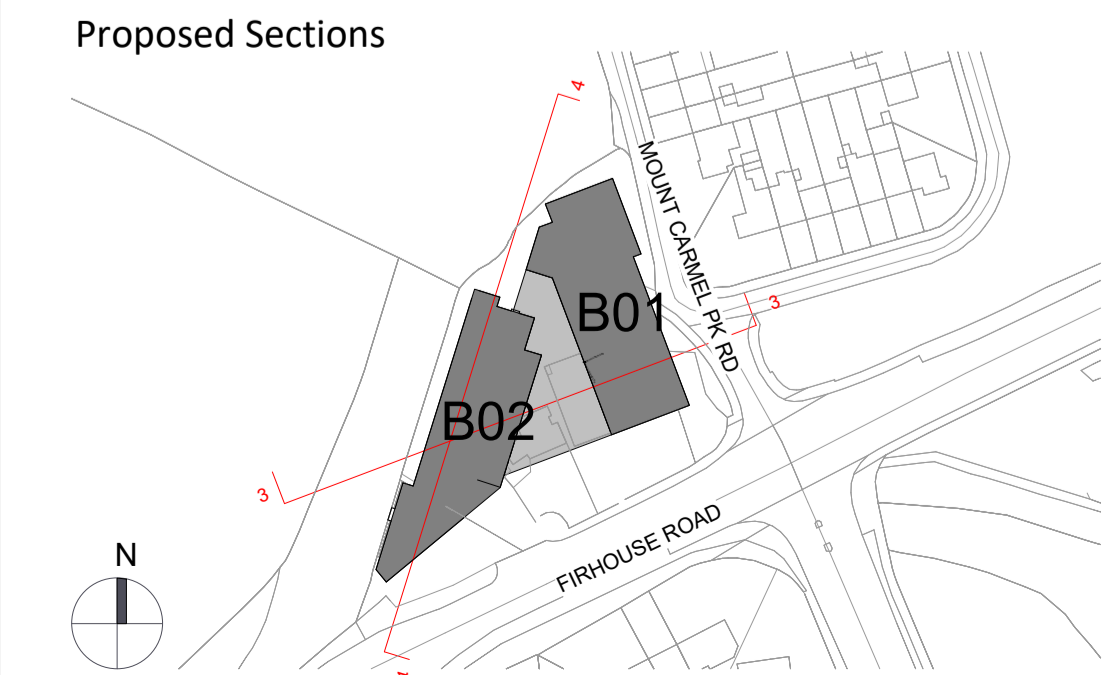 Proposed Sections
4
MOUNT CARMEL PK RD
B01
3
B02
3
FIRHOUSE ROAD
N